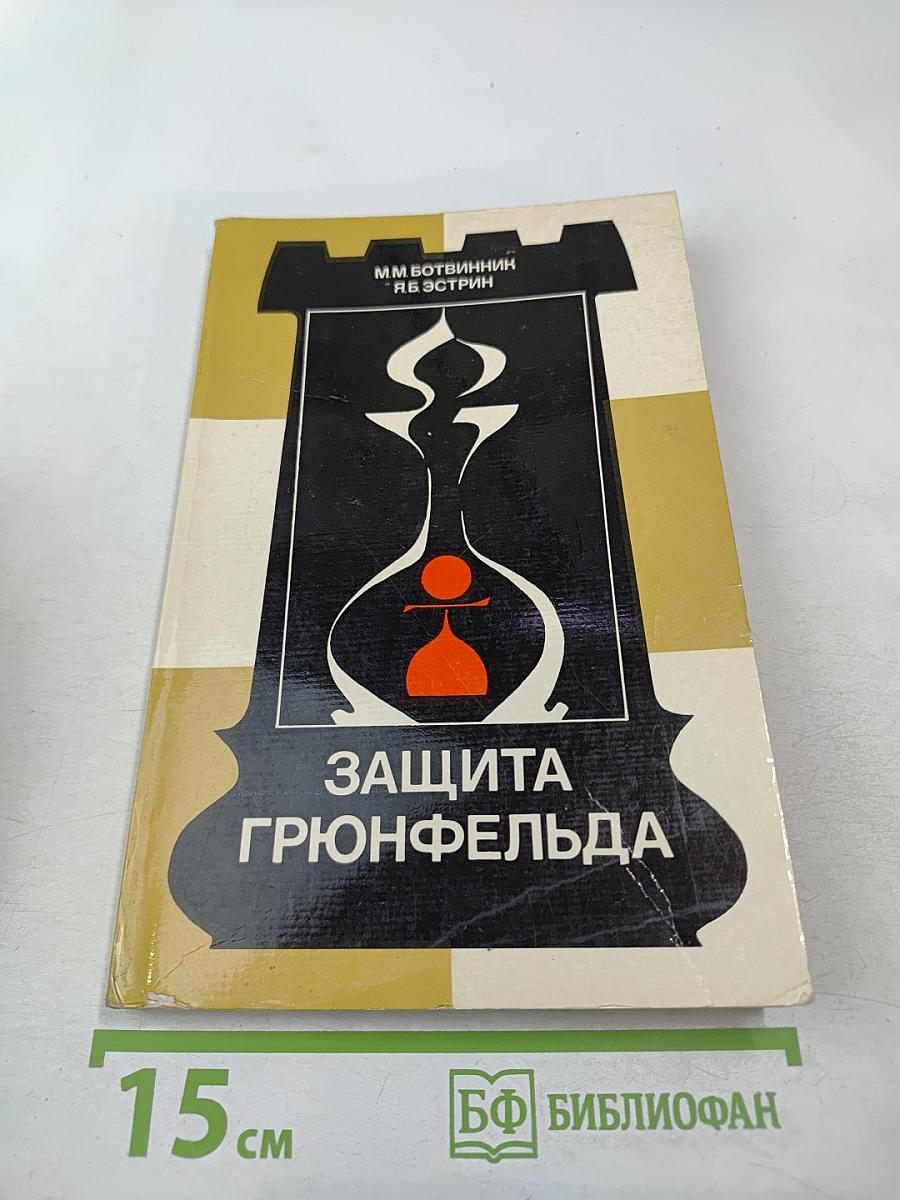 М.М. БОТВИННИК
Я.Б. ЭСТРИН
ЗАЩИТА
ГРЮНФЕЛЬДА
15 см
БФ БИБЛИОФАН